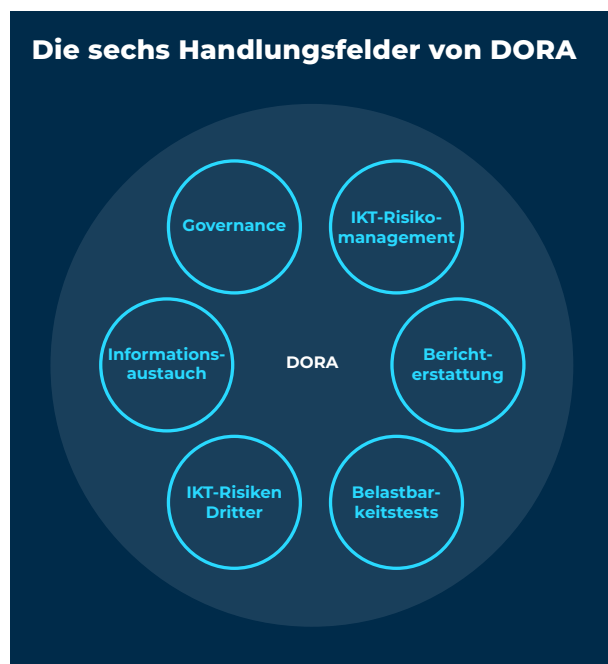 Die sechs Handlungsfelder von DORA
Governance
IKT-Risiko-
management
Informations-
austauch
DORA
Bericht-
erstattung
IKT-Risiken
Dritter
Belastbar-
keitstests